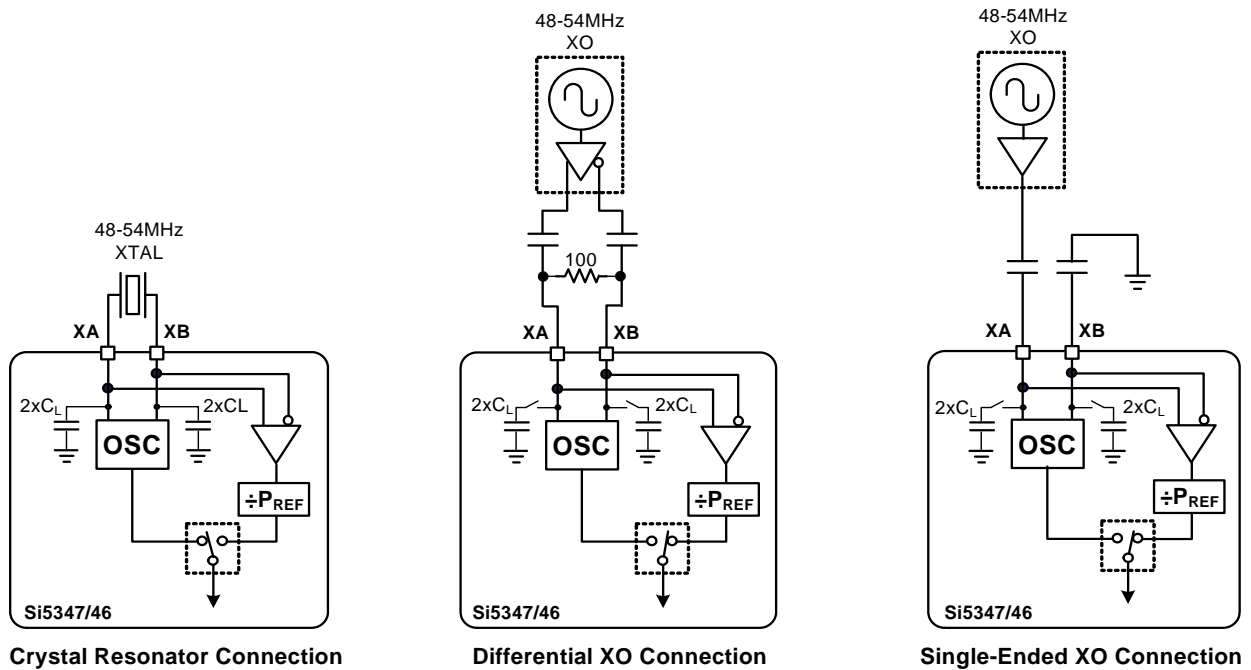 48-54MHz
XTAL
XA
XB
2xCL
2xCL
OSC
÷PREF
Si5347/46
Crystal Resonator Connection
48-54MHz
XO
100
XA
XB
2xCL
2xCL
OSC
÷PREF
Si5347/46
Differential XO Connection
48-54MHz
XO
XA
XB
2xCL
2xCL
OSC
÷PREF
Si5347/46
Single-Ended XO Connection